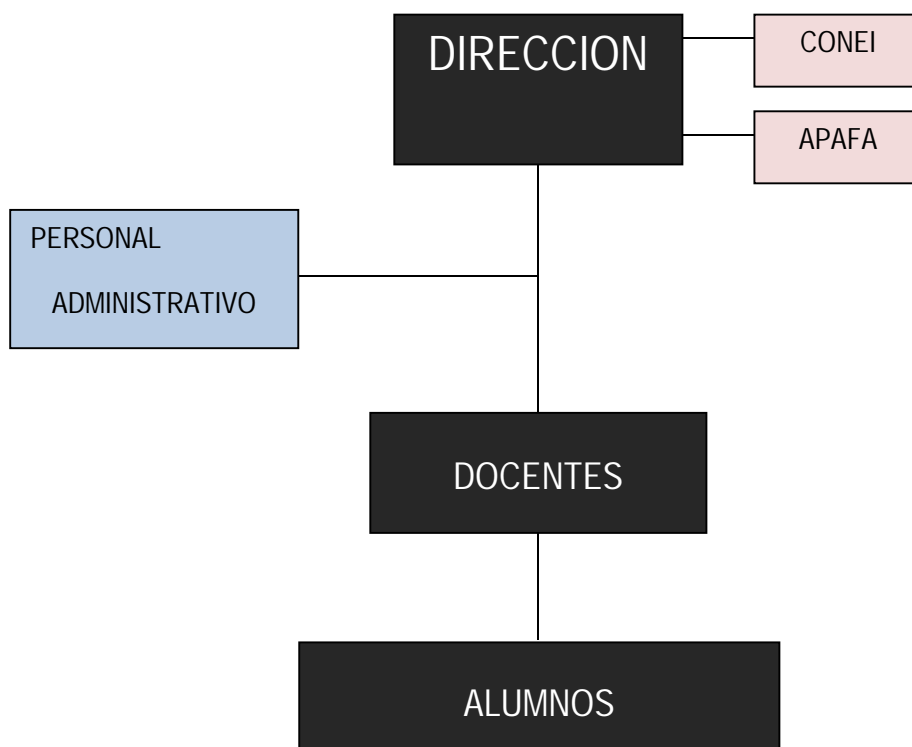 DIRECCION
CONEI
APAFA
PERSONAL
ADMINISTRATIVO
DOCENTES
ALUMNOS